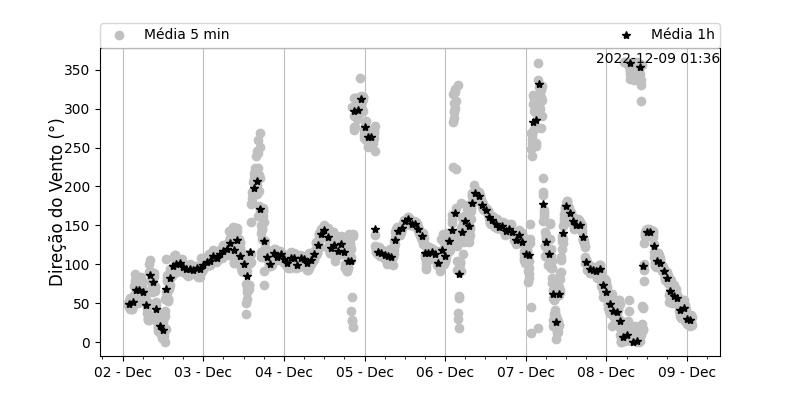 Média 5 min
Média 1h
2022-12-09 01:36
Direção do Vento (°)
350
300
250
200
150
100
50
0
02 - Dec
03 - Dec
04 - Dec
05 - Dec
06 - Dec
07 - Dec
08 - Dec
09 - Dec